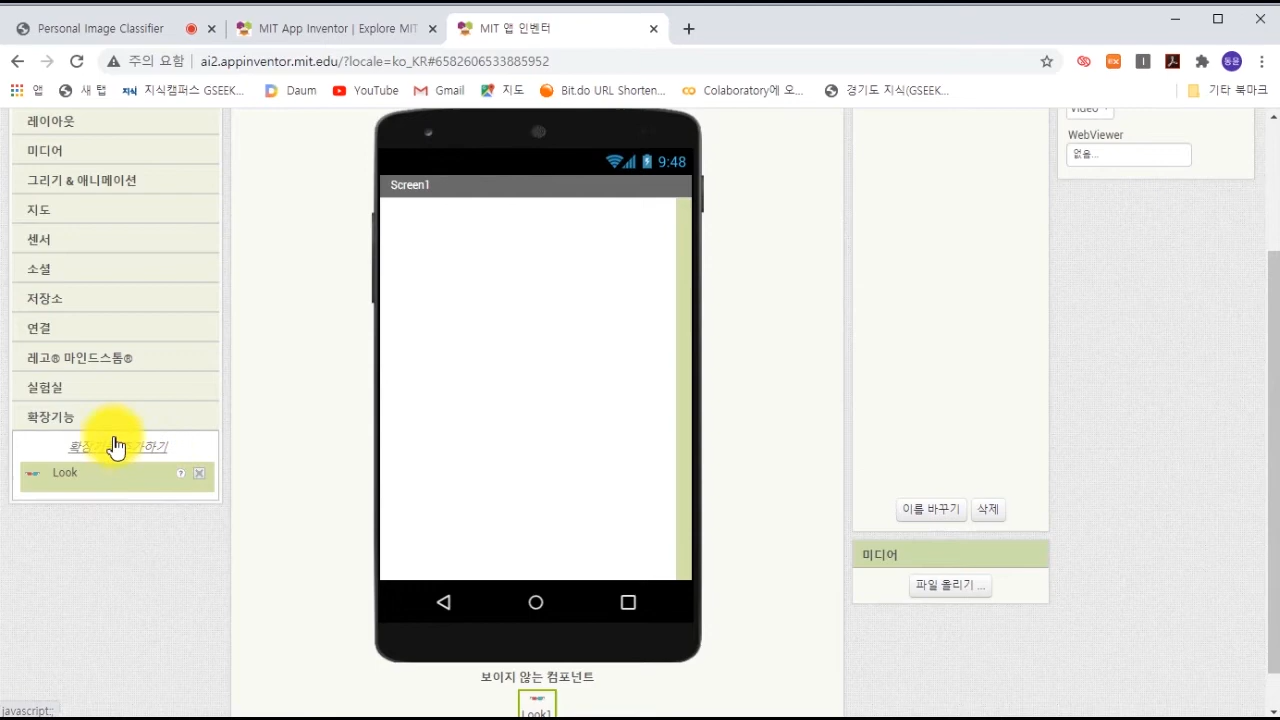 Personal Image Classifier
MIT App Inventor | Explore MIT
MIT 앱 인벤터
주의 요함
ai2.appinventor.mit.edu/?locale=ko_KR#6582690533885952
앱
새 탭
지식캠퍼스 GSEEK...
Daum
YouTube
Gmail
지도
Bit.do URL Shorten...
Colaboratory에 오...
경기도 지식(GSEEK...
기타 북마크
레이아웃
미디어
그리기 & 애니메이션
지도
센서
소셜
저장소
연결
레고® 마인드스톰®
실험실
확장기능
Look
9:48
Screen1
보이지 않는 컴포넌트
Look1
이름 바꾸기
삭제
미디어
파일 올리기 ...
Video
WebViewer
없음...
javascript:;